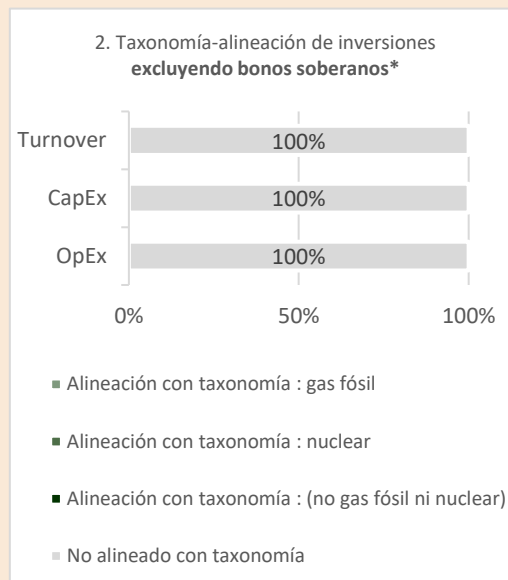 2. Taxonomía-alineación de inversiones
excluyendo bonos soberanos*
Turnover 100%
CapEx 100%
OpEx 100%
0% 50% 100%
Alineación con taxonomía : gas fósil
Alineación con taxonomía : nuclear
Alineación con taxonomía : (no gas fósil ni nuclear)
No alineado con taxonomía